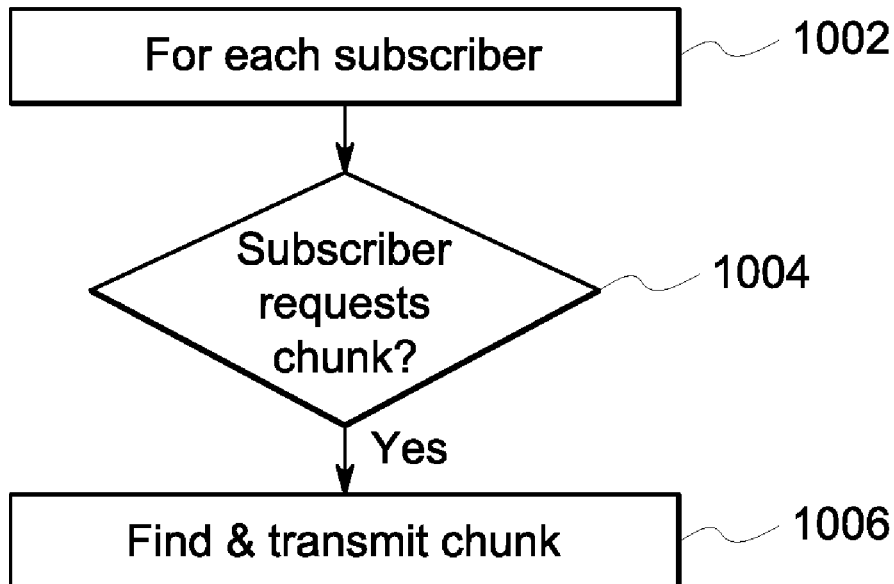 For each subscriber
1002
Subscriber
requests
chunk?
1004
Yes
Find & transmit chunk
1006